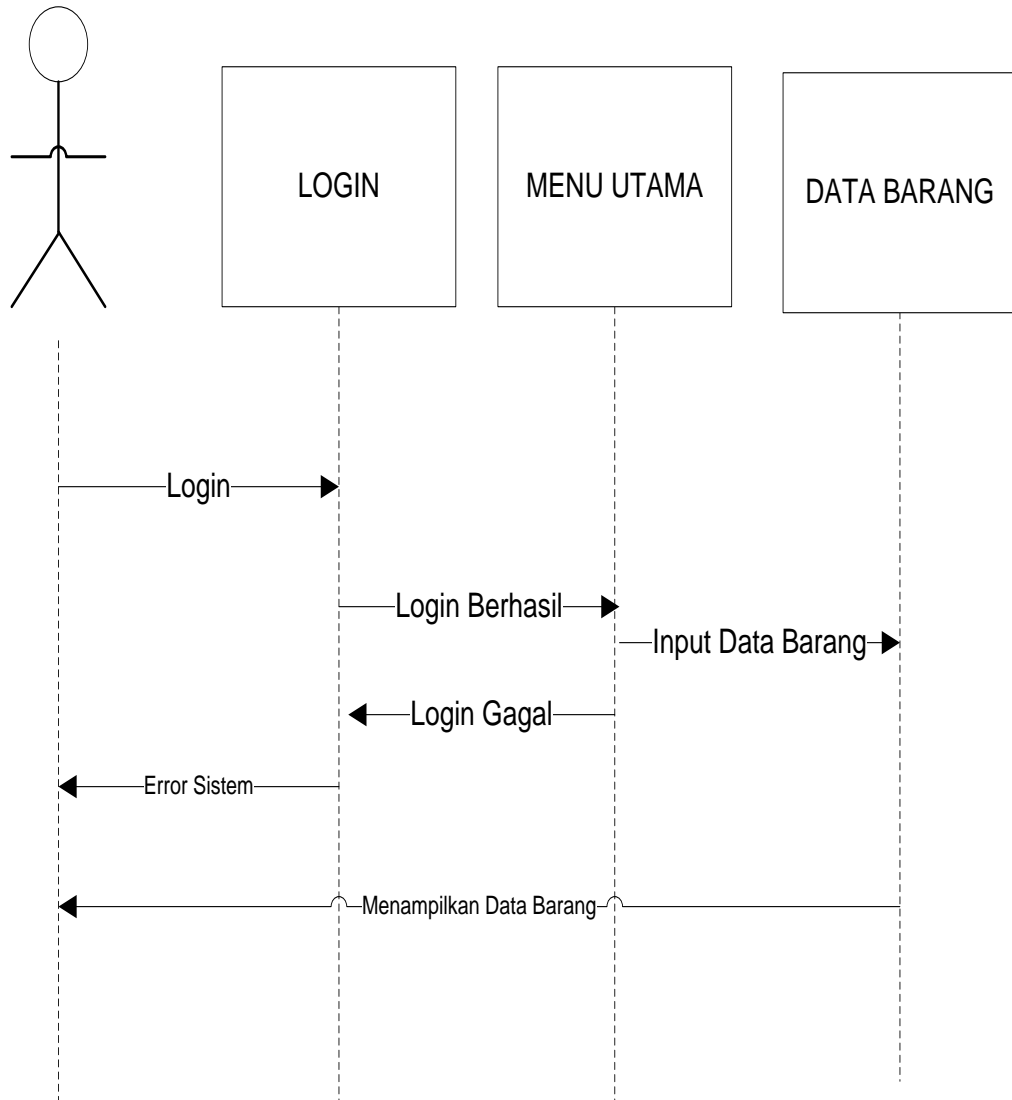 LOGIN
MENU UTAMA
DATA BARANG
Login
Login Berhasil
Input Data Barang
Login Gagal
Error Sistem
Menampilkan Data Barang